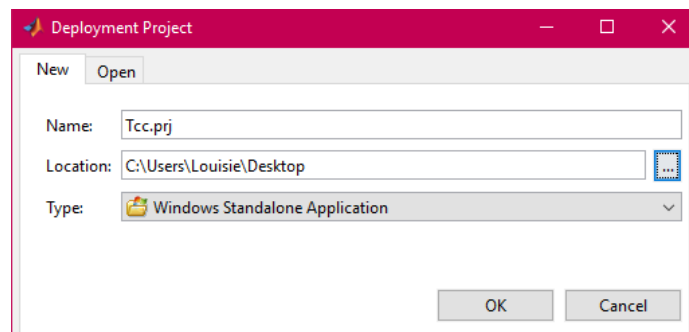 Deployment Project
New Open
Name: Tcc.prj
Location: C:\Users\Louisie\Desktop ...
Type: Windows Standalone Application
OK Cancel